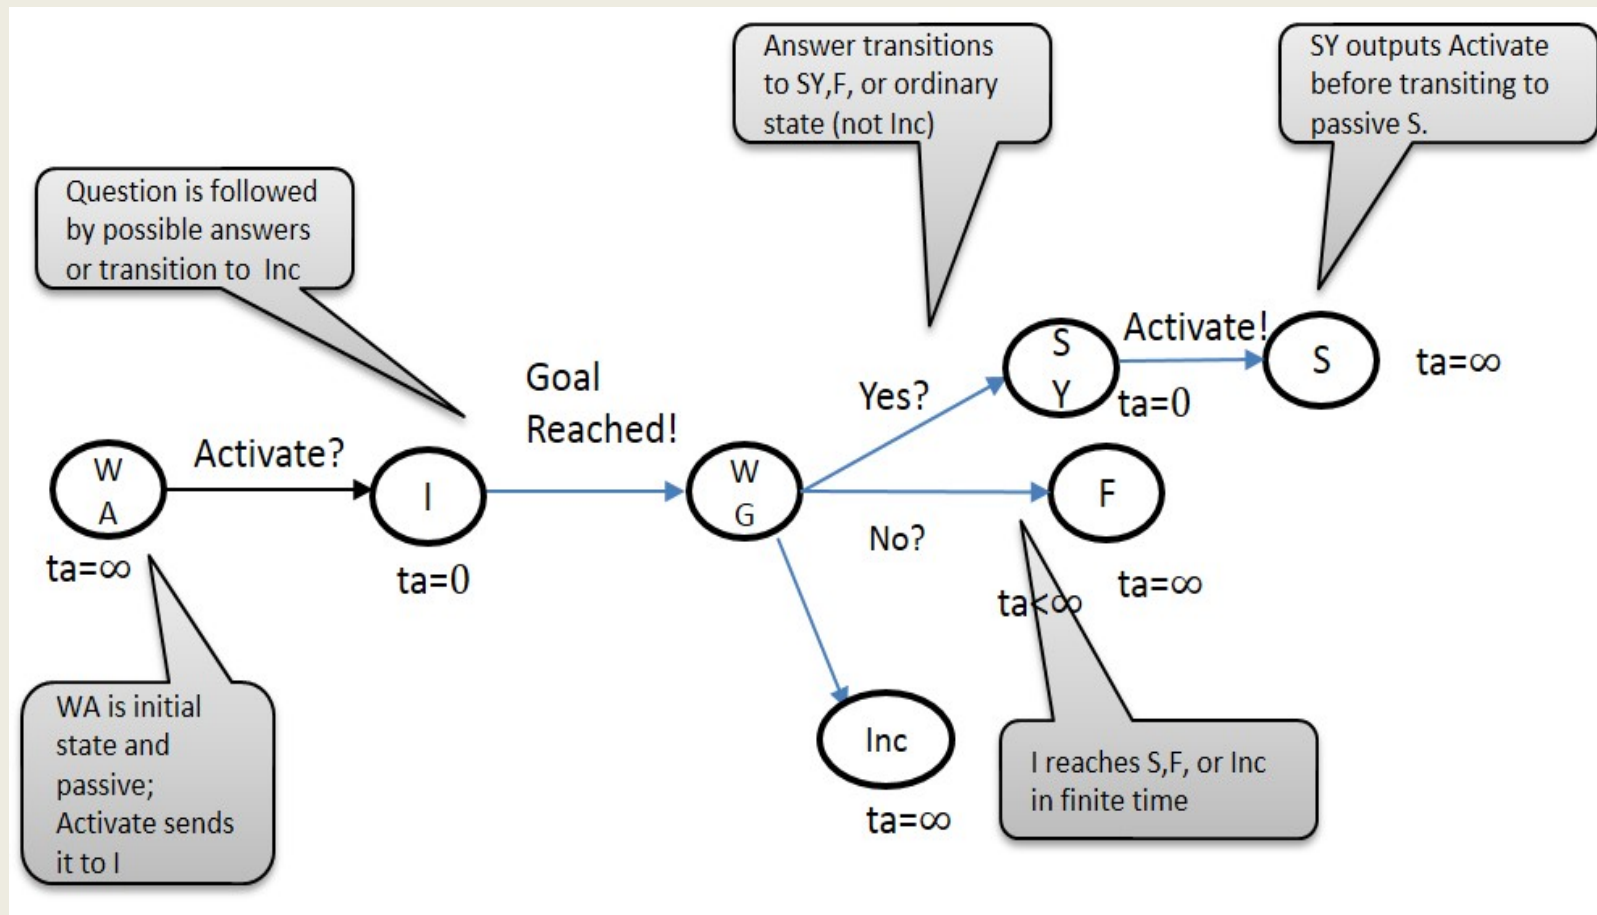 Answer transitions
to SY,F, or ordinary
state (not Inc)
SY outputs Activate
before transiting to
passive S.
Question is followed
by possible answers
or transition to Inc
Goal
Reached!
Activate?
W
A
ta=∞
I
ta=0
W
G
Yes?
No?
S
Y
ta=0
Activate!
S
ta=∞
F
ta=∞
ta<∞
Inc
ta=∞
WA is initial
state and
passive;
Activate sends
it to I
I reaches S,F, or Inc
in finite time